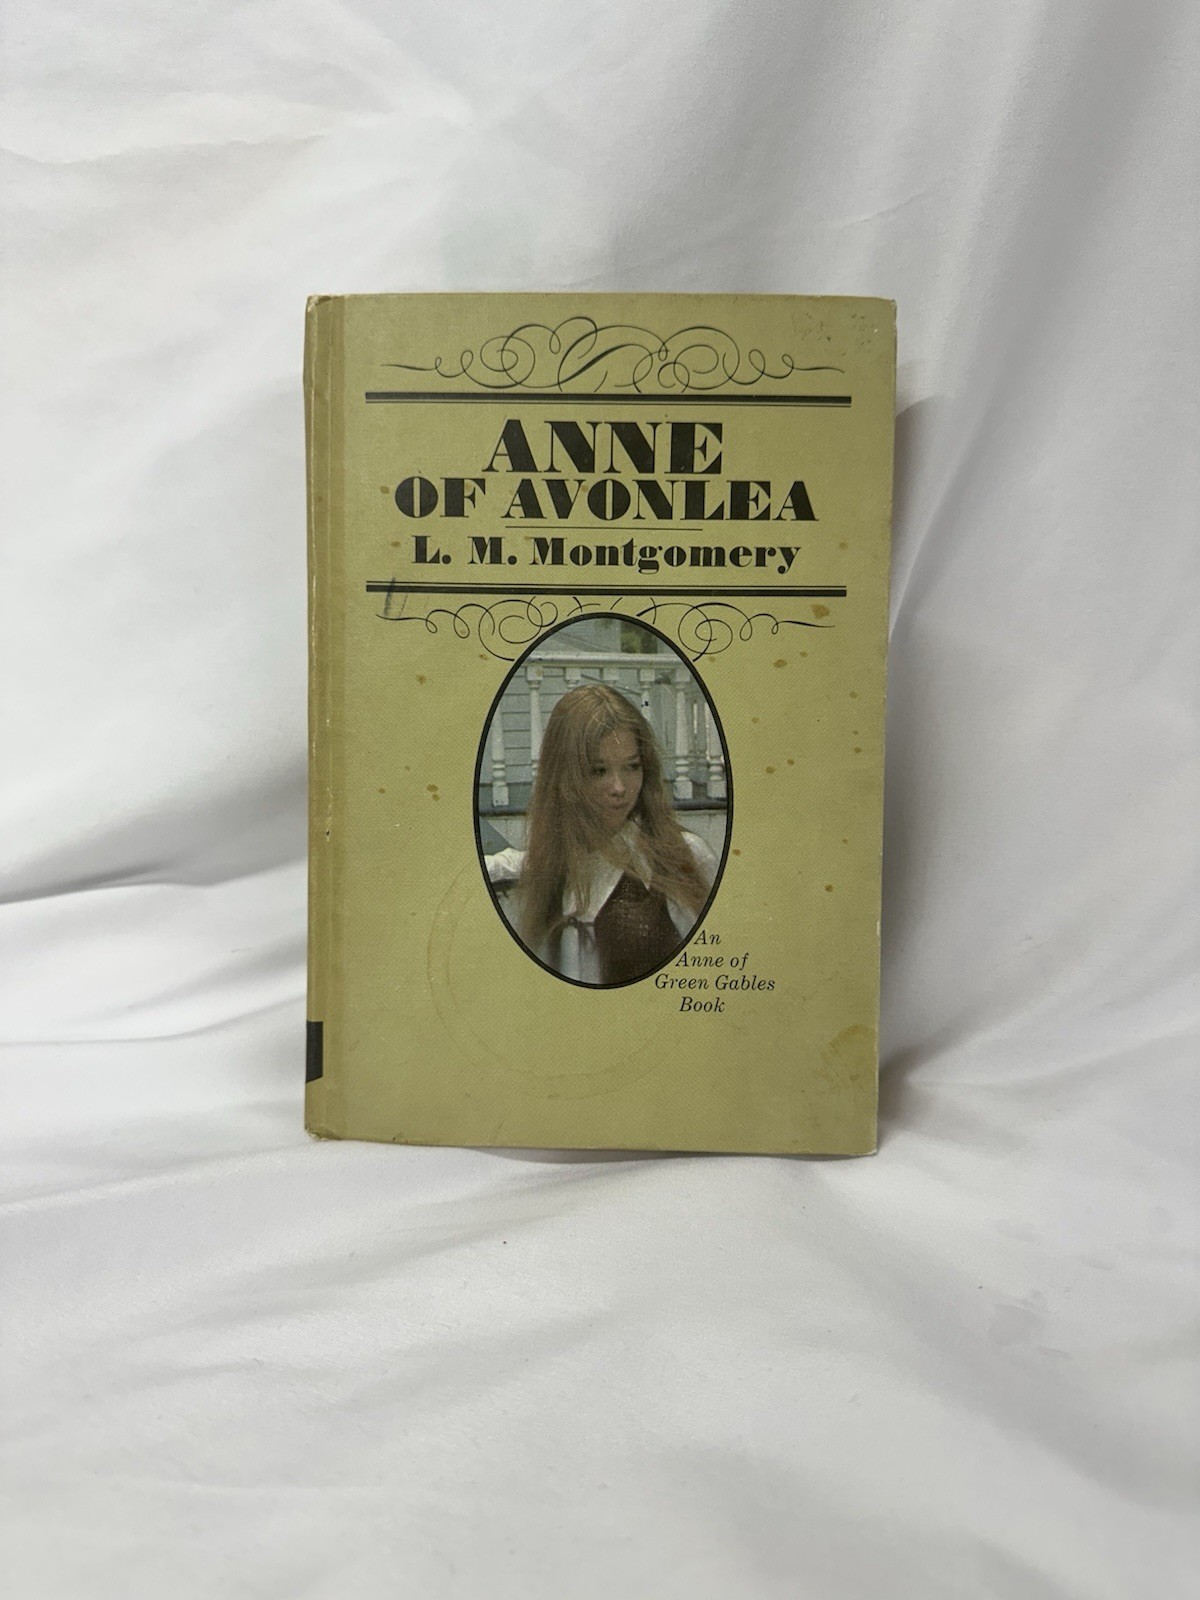 ANNE
OF AVONLEA
L. M. Montgomery
An
Anne of
Green Gables
Book